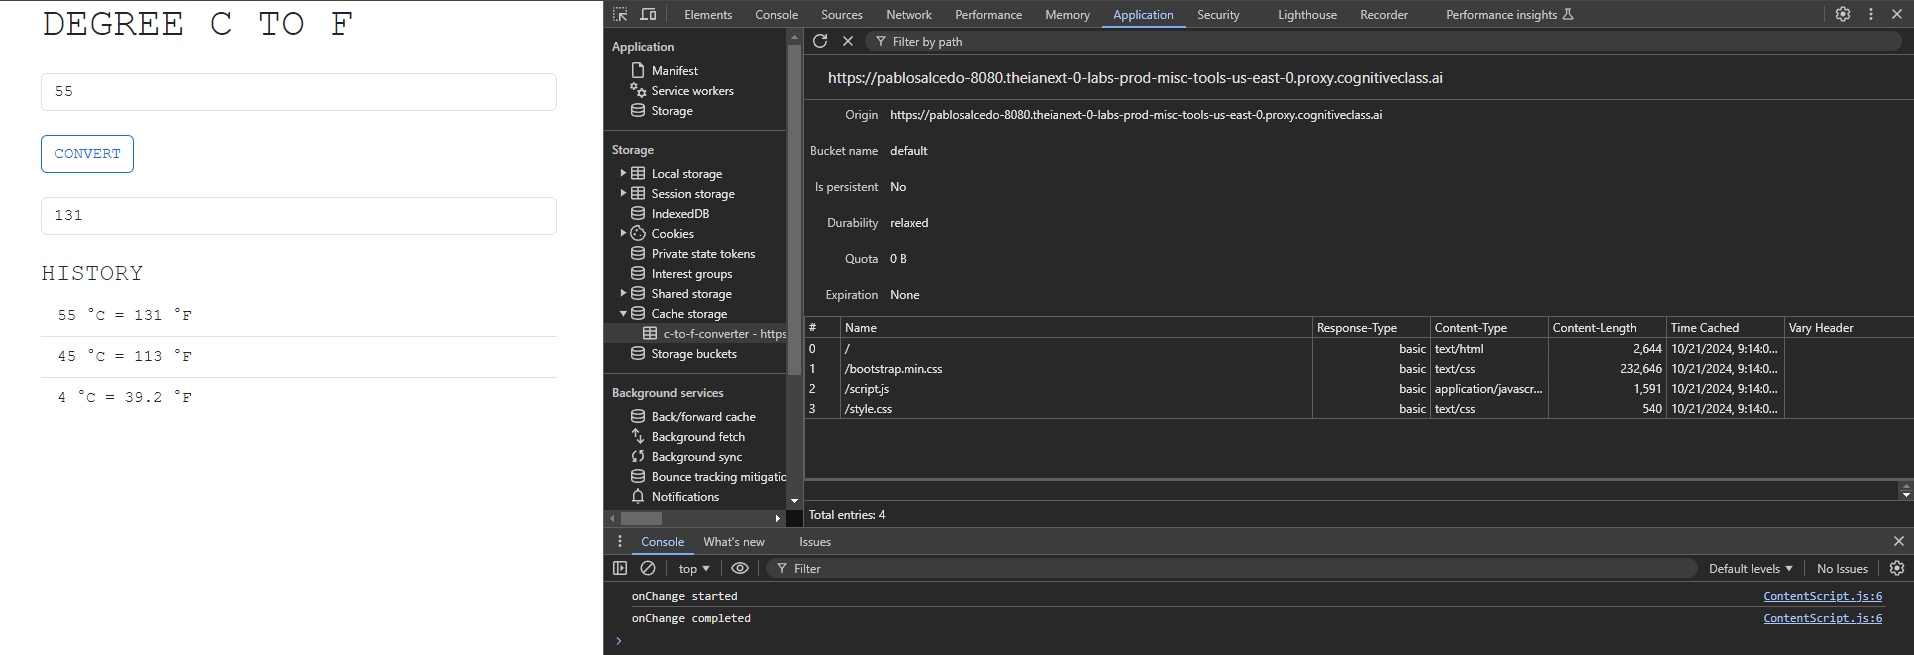 DEGREE C TO F
55
CONVERT
131
HISTORY
55 °C = 131 °F
45 °C = 113 °F
4 °C = 39.2 °F
Elements Console Sources Network Performance Memory Application Security Lighthouse Recorder Performance insights
Application
Manifest
Service workers
Storage
Storage
Local storage
Session storage
IndexedDB
Cookies
Private state tokens
Interest groups
Shared storage
Cache storage
c-to-f-converter - https
Storage buckets
Background services
Back/forward cache
Background fetch
Background sync
Bounce tracking mitigatio
Notifications
Filter by path
https://pablosalcedo-8080.theianext-0-labs-prod-misc-tools-us-east-0.proxy.cognitiveclass.ai
Origin https://pablosalcedo-8080.theianext-0-labs-prod-misc-tools-us-east-0.proxy.cognitiveclass.ai
Bucket name default
Is persistent No
Durability relaxed
Quota 0 B
Expiration None
# Name Response-Type Content-Type Content-Length Time Cached Vary Header
0 / basic text/html 2,644 10/21/2024, 9:14:0...
1 /bootstrap.min.css basic text/css 232,646 10/21/2024, 9:14:0...
2 /script.js basic application/javascr... 1,591 10/21/2024, 9:14:0...
3 /style.css basic text/css 540 10/21/2024, 9:14:0...
Total entries: 4
Console What's new Issues
top Filter Default levels No Issues
onChange started ContentScript.js:6
onChange completed ContentScript.js:6